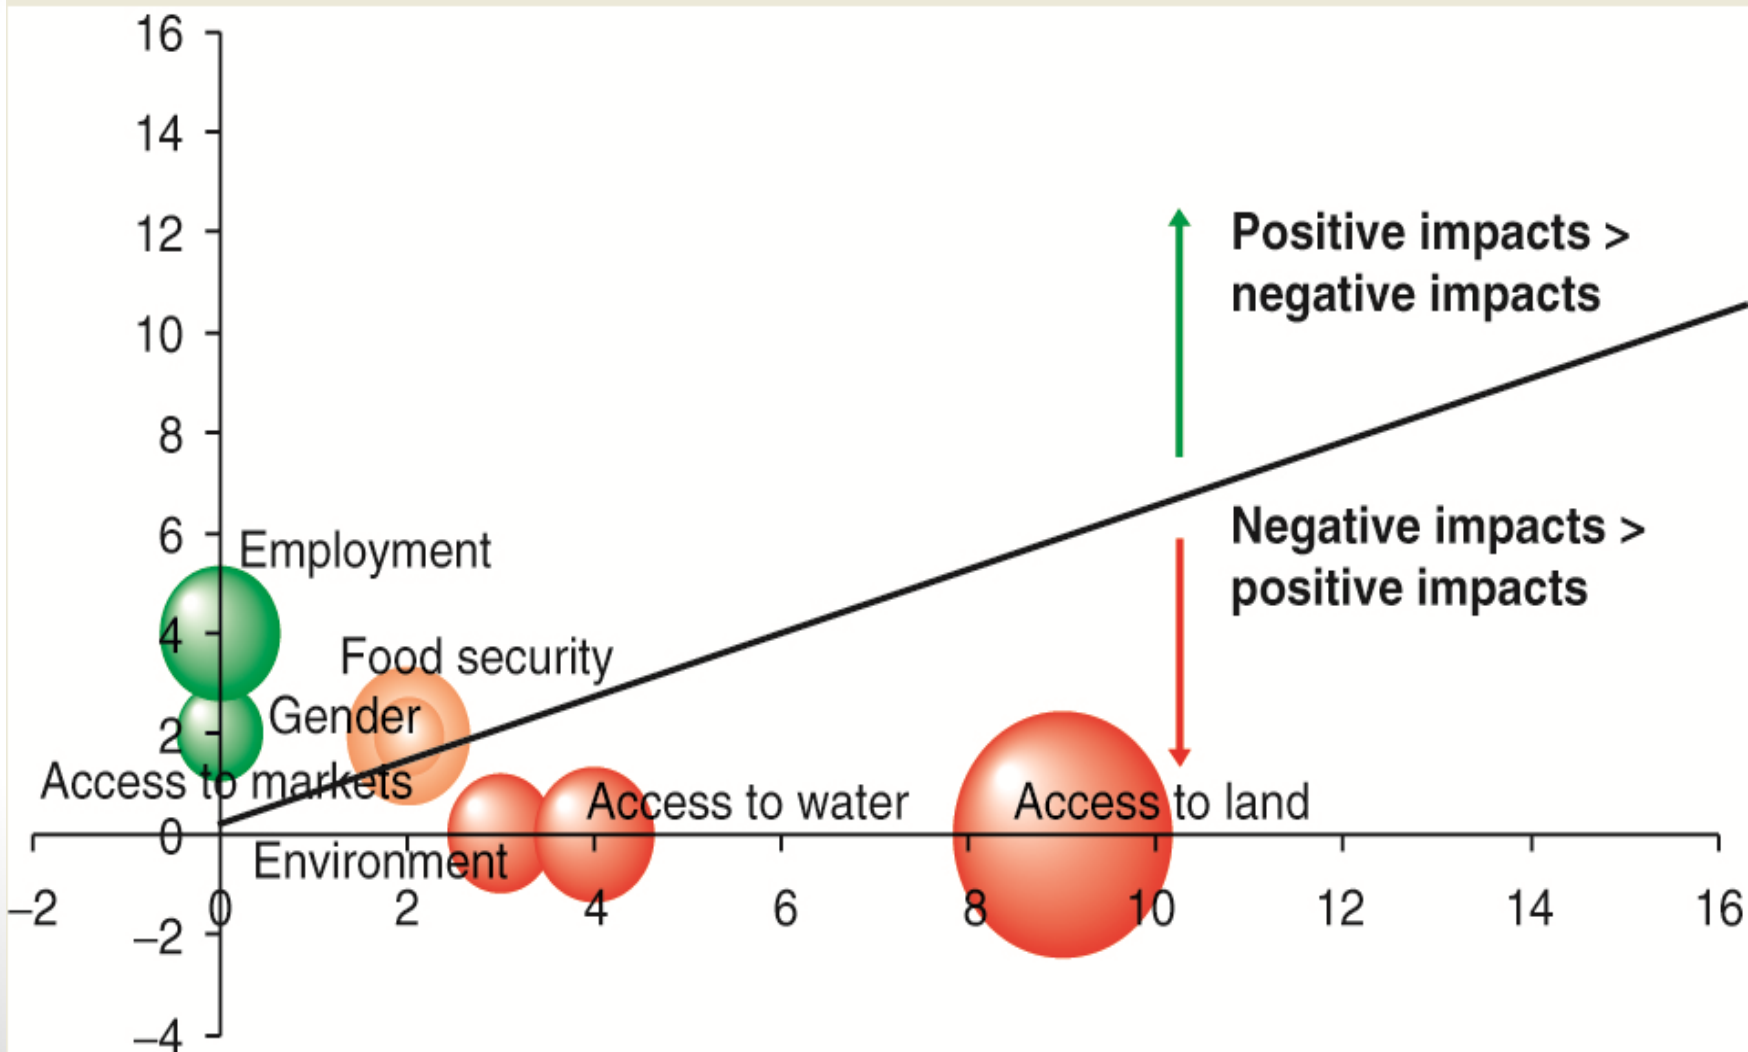 16
14
12
Positive impacts >
negative impacts
10
8
6
Employment
Negative impacts >
positive impacts
4
Food security
2
Gender
Access to markets
Access to water
Access to land
0
Environment
–2
0
2
4
6
8
10
12
14
16
–2
–4